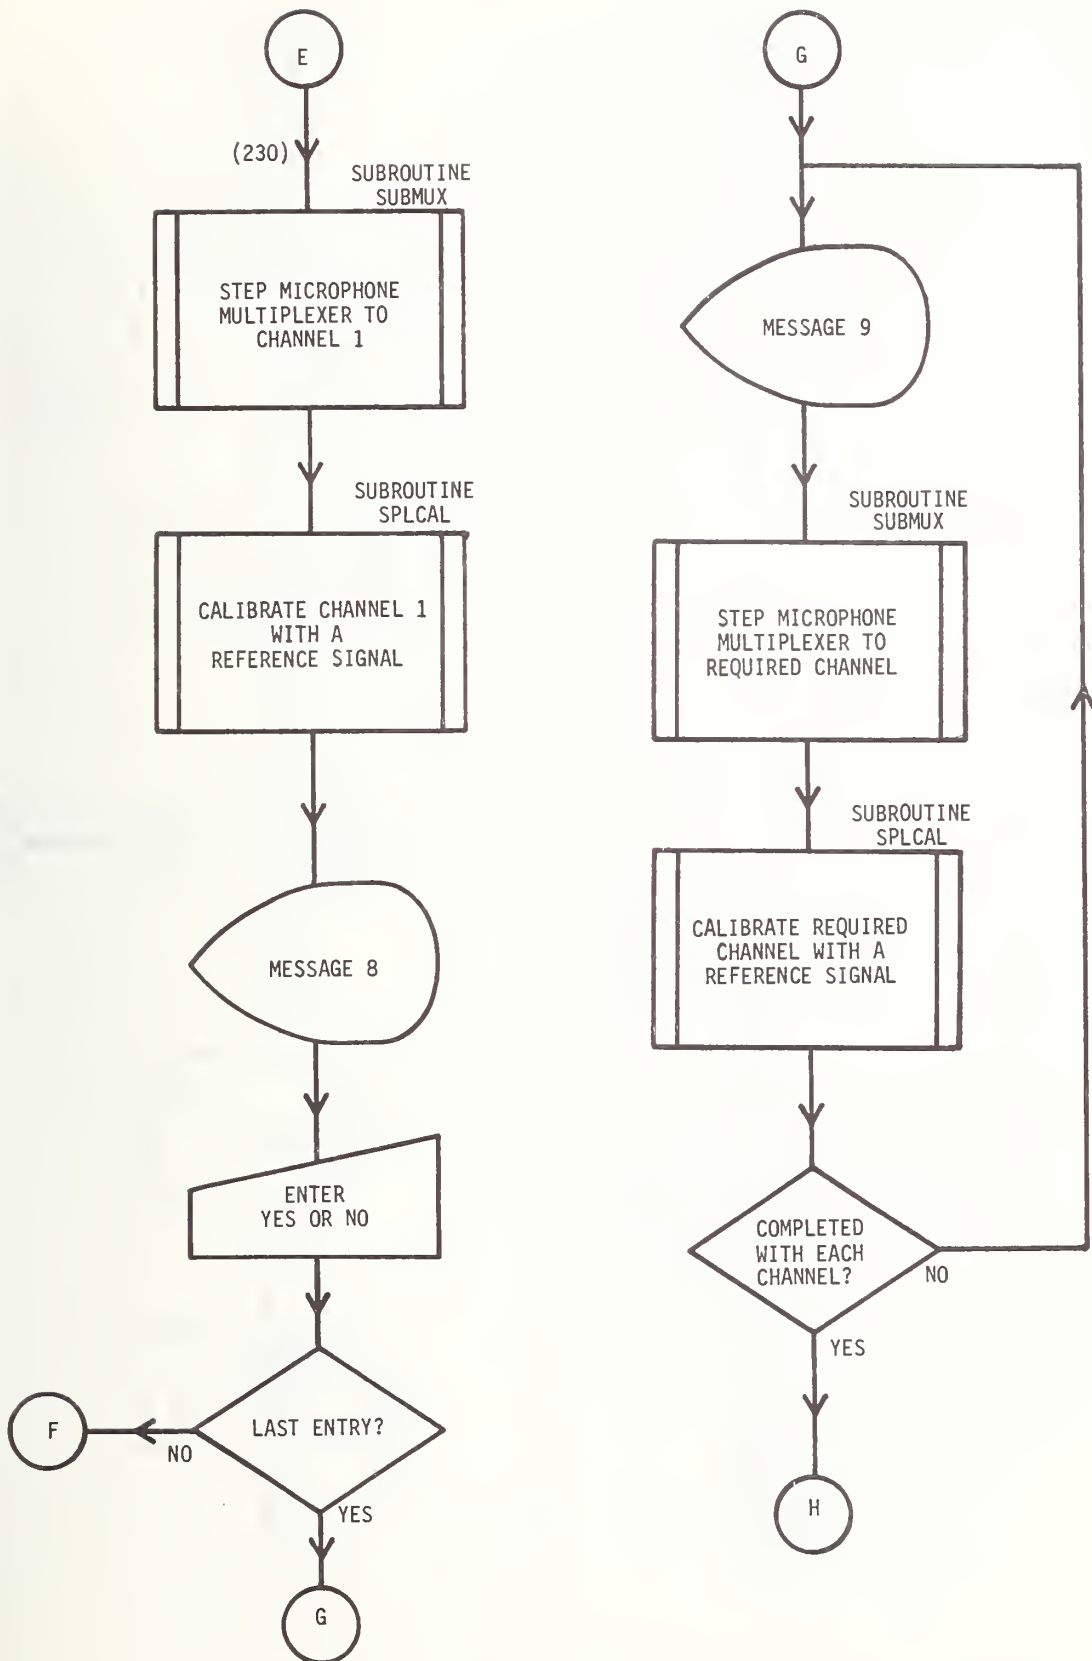 E
(230)
SUBROUTINE
SUBMUX
STEP MICROPHONE
MULTIPLEXER TO
CHANNEL 1
SUBROUTINE
SPLCAL
CALIBRATE CHANNEL 1
WITH A
REFERENCE SIGNAL
MESSAGE 8
ENTER
YES OR NO
LAST ENTRY?
F
NO
YES
G
G
MESSAGE 9
SUBROUTINE
SUBMUX
STEP MICROPHONE
MULTIPLEXER TO
REQUIRED CHANNEL
SUBROUTINE
SPLCAL
CALIBRATE REQUIRED
CHANNEL WITH A
REFERENCE SIGNAL
COMPLETED
WITH EACH
CHANNEL?
NO
YES
H